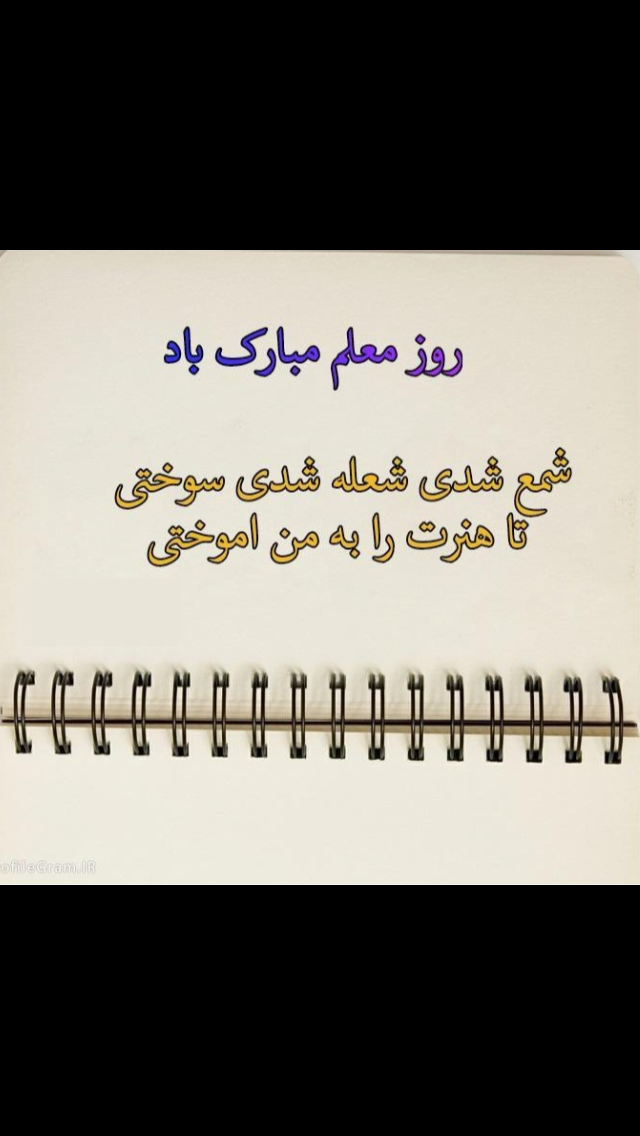 روز معلم مبارک باد
شمع شدی شعله شدی سوختی
تا هنرت را به من اموختی
ofileGram.IR